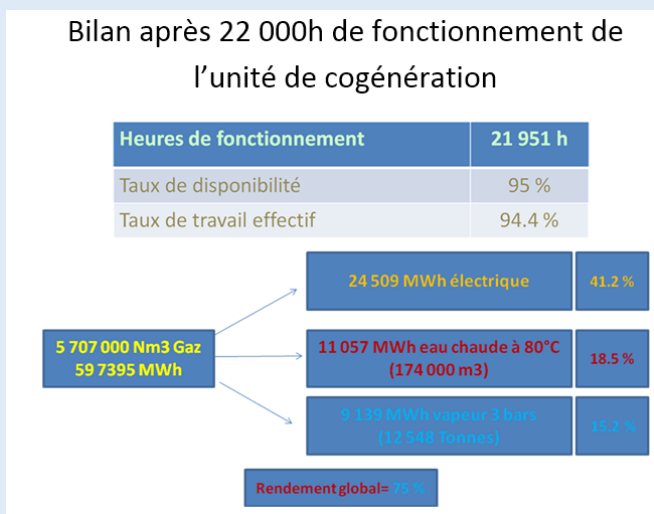 Bilan après 22 000h de fonctionnement de
l'unité de cogénération
Heures de fonctionnement 21 951 h
Taux de disponibilité 95 %
Taux de travail effectif 94.4 %
24 509 MWh électrique 41.2 %
5 707 000 Nm3 Gaz
59 7395 MWh
11 057 MWh eau chaude à 80°C
(174 000 m3)
18.5 %
9 139 MWh vapeur 3 bars
(12 548 Tonnes)
15.2 %
Rendement global= 75 %